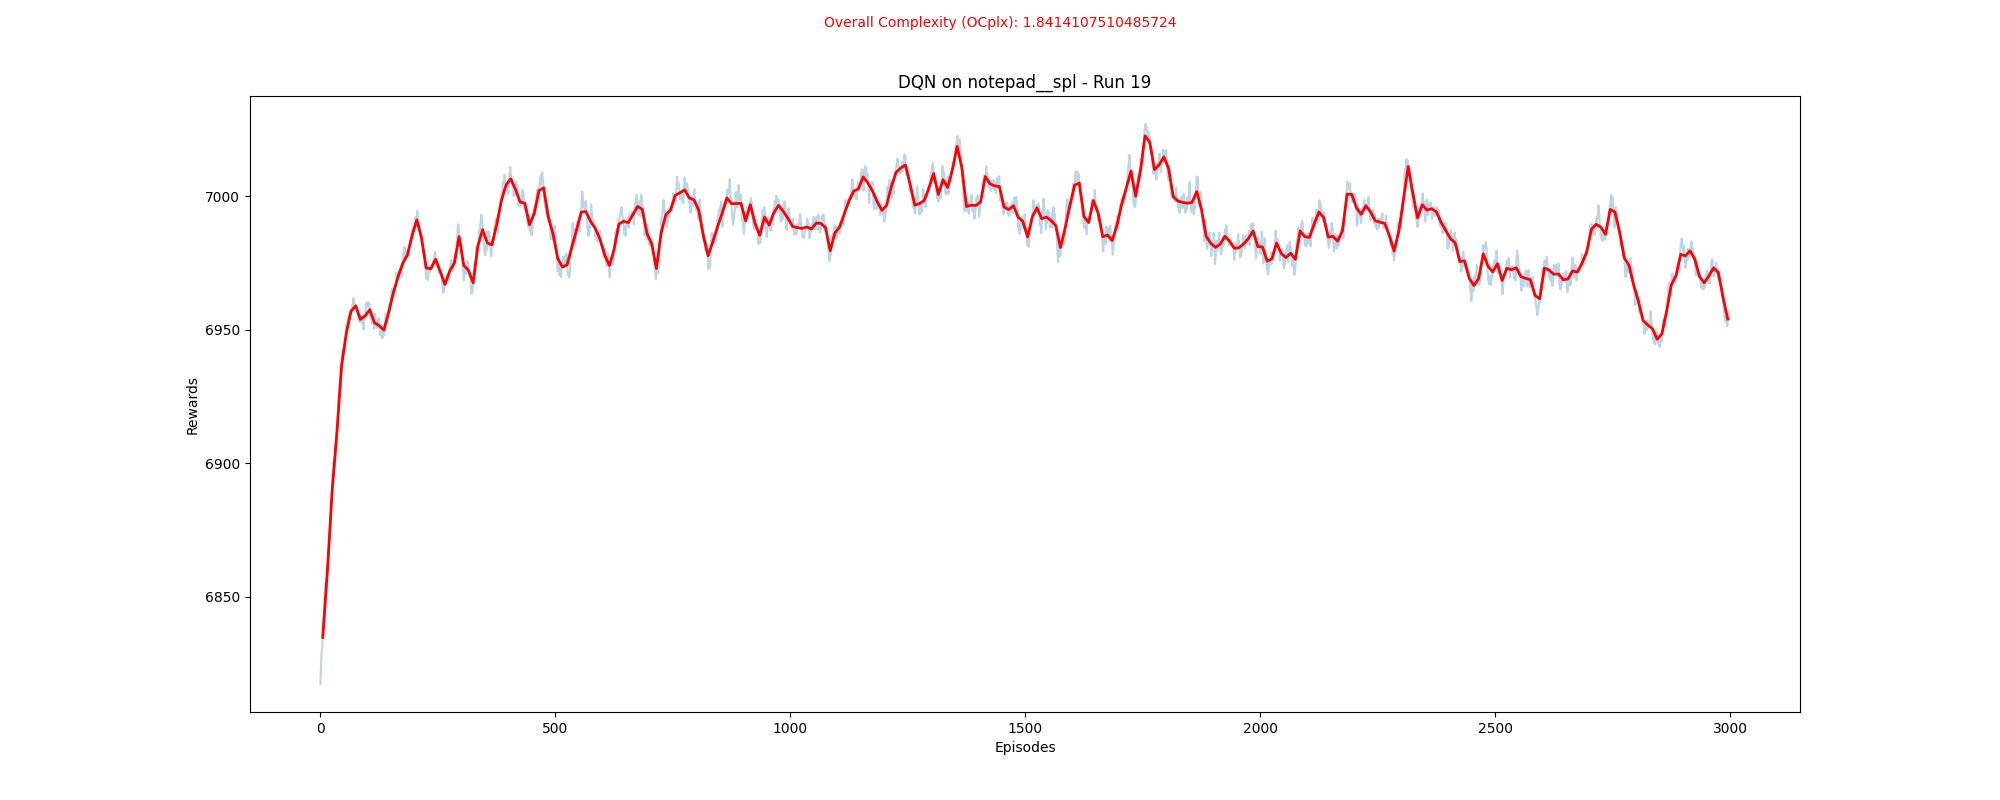 Overall Complexity (OCplx): 1.8414107510485724
DQN on notepad__spl - Run 19
7000
6950
6900
6850
Rewards
0 500 1000 1500 2000 2500 3000
Episodes